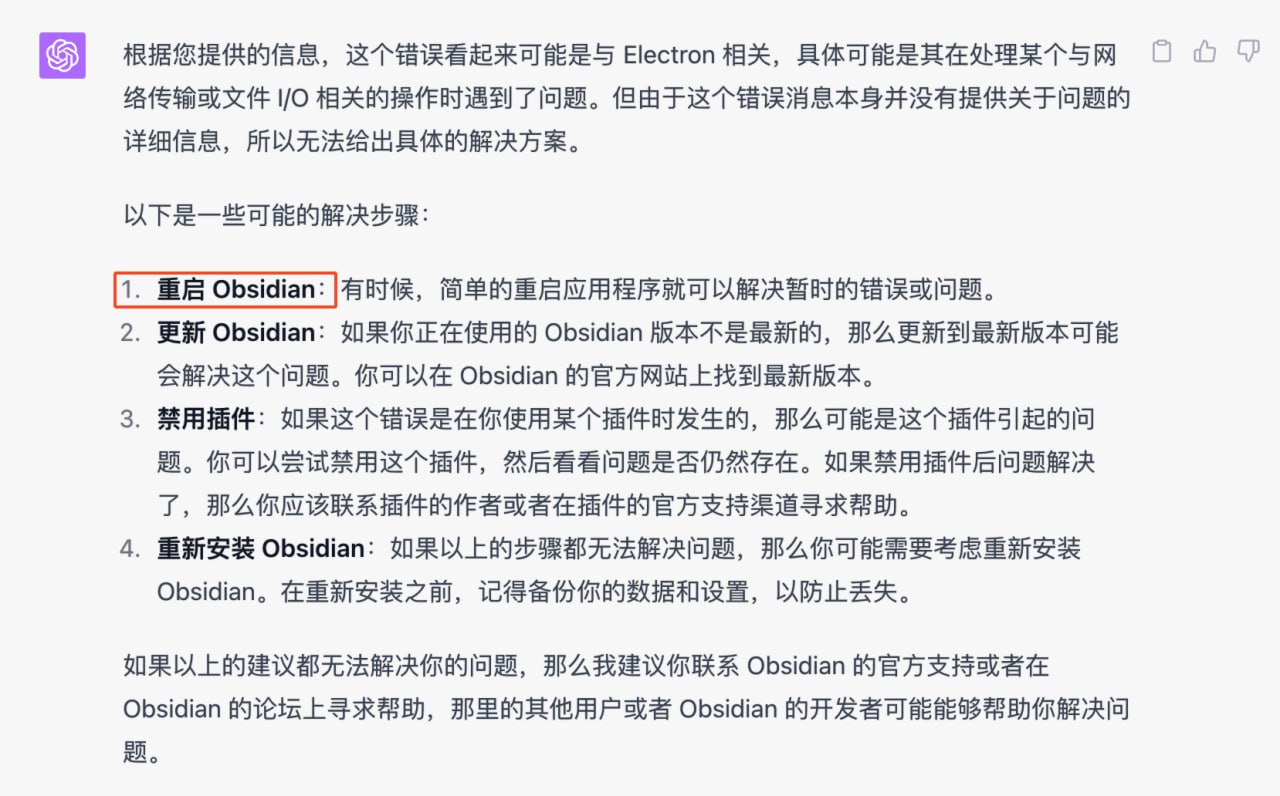 根据您提供的信息，这个错误看起来可能是与 Electron 相关，具体可能是其在处理某个与网
络传输或文件 I/O 相关的操作时遇到了问题。但由于这个错误消息本身并没有提供关于问题的
详细信息，所以无法给出具体的解决方案。
以下是一些可能的解决步骤：
1. 重启 Obsidian：有时候，简单的重启应用程序就可以解决暂时的错误或问题。
2. 更新 Obsidian：如果你正在使用的 Obsidian 版本不是最新的，那么更新到最新版本可能
会解决这个问题。你可以在 Obsidian 的官方网站上找到最新版本。
3. 禁用插件：如果这个错误是在你使用某个插件时发生的，那么可能是这个插件引起的问
题。你可以尝试禁用这个插件，然后看看问题是否仍然存在。如果禁用插件后问题解决
了，那么你应该联系插件的作者或者在插件的官方支持渠道寻求帮助。
4. 重新安装 Obsidian：如果以上的步骤都无法解决问题，那么你可能需要考虑重新安装
Obsidian。在重新安装之前，记得备份你的数据和设置，以防止丢失。
如果以上的建议都无法解决你的问题，那么我建议你联系 Obsidian 的官方支持或者在
Obsidian 的论坛上寻求帮助，那里的其他用户或者 Obsidian 的开发者可能能够帮助你解决问
题。